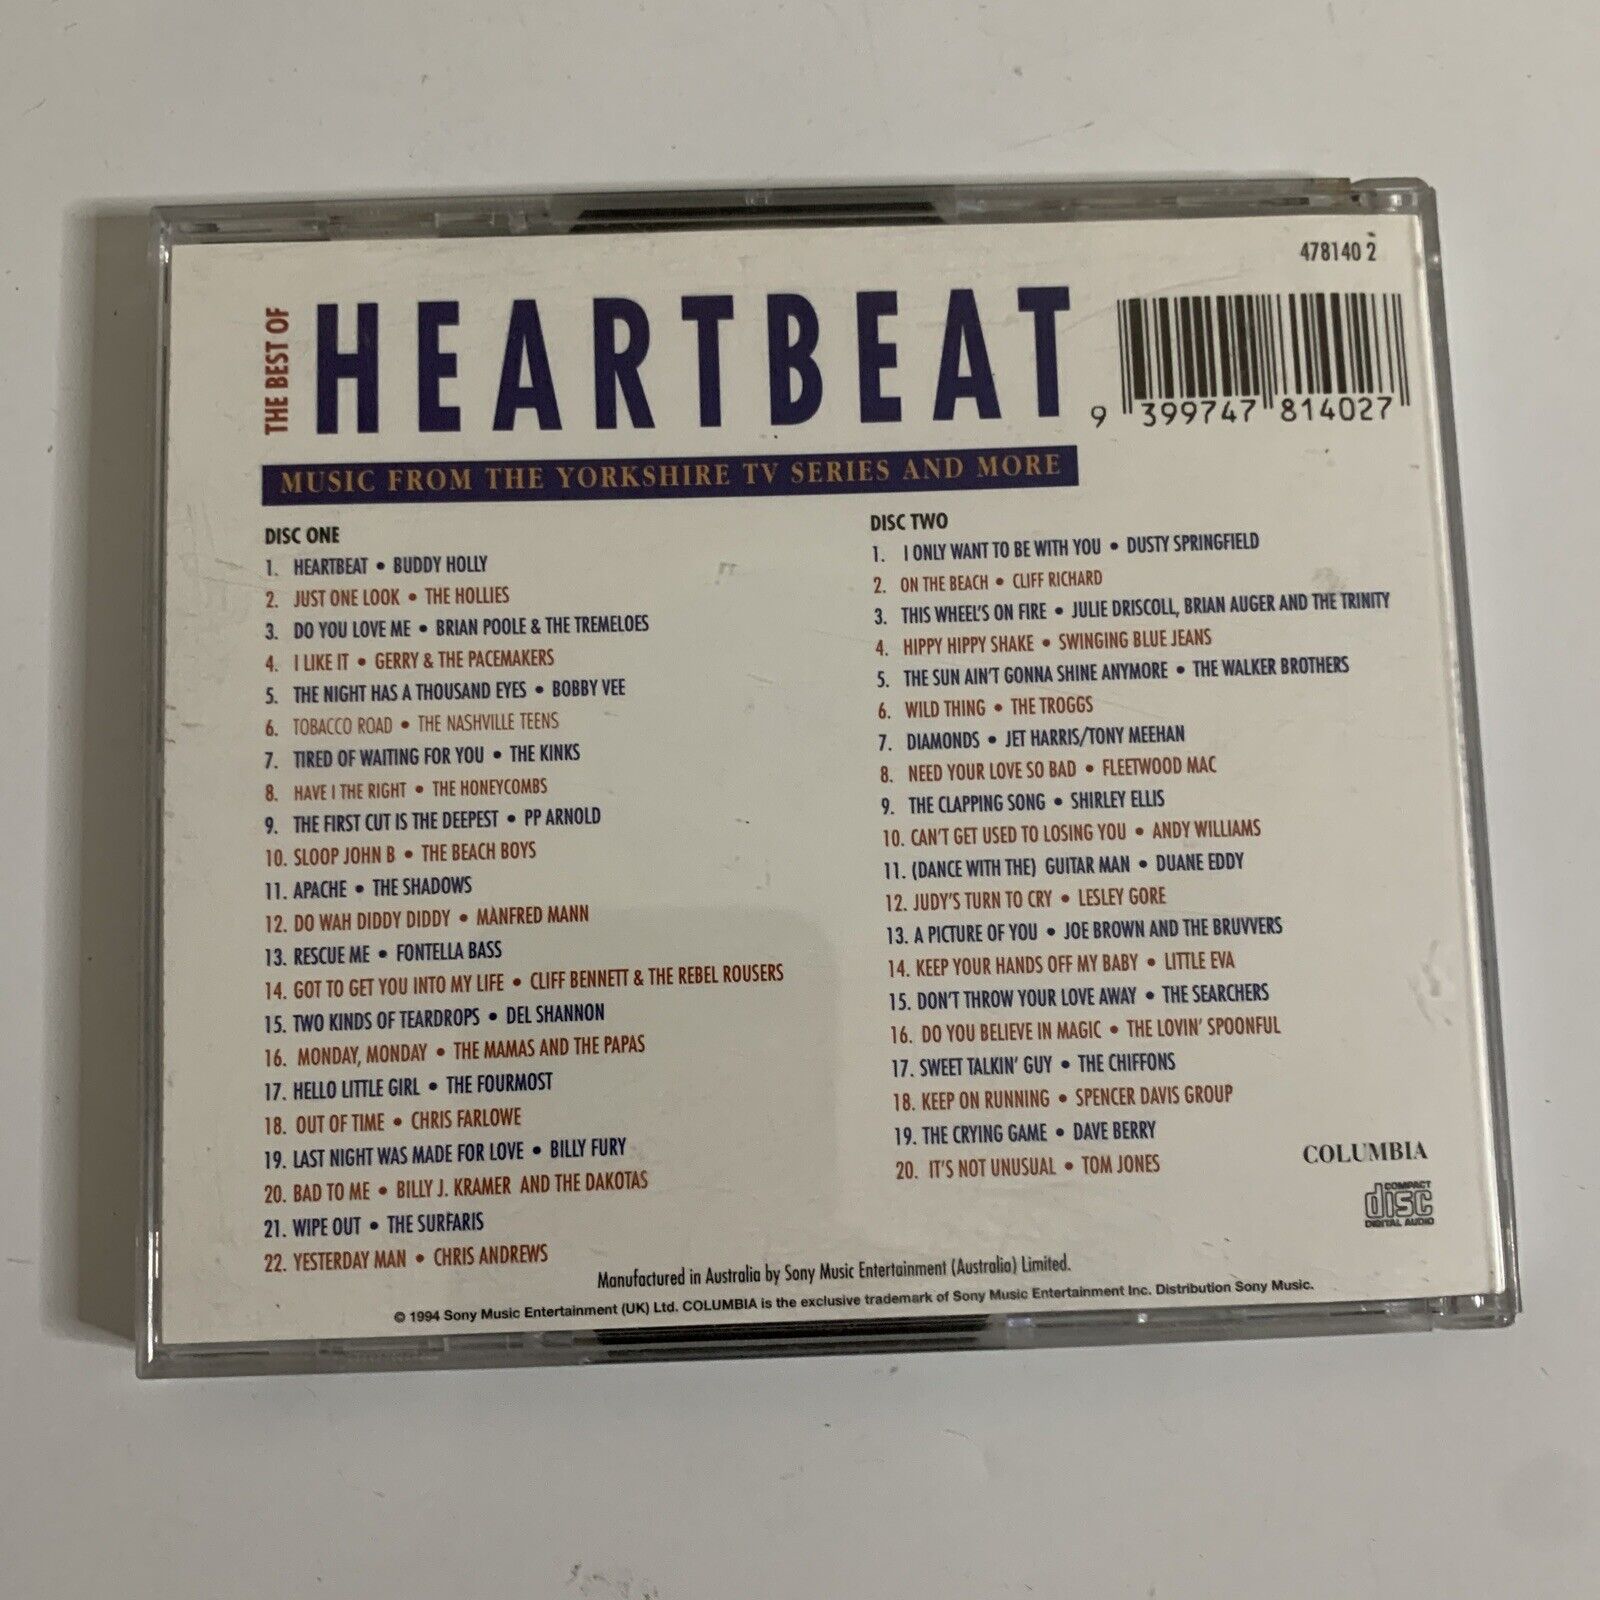 478140 2
THE BEST OF
HEARTBEAT
9 399747 814027
MUSIC FROM THE YORKSHIRE TV SERIES AND MORE
DISC ONE
1. HEARTBEAT • BUDDY HOLLY
2. JUST ONE LOOK • THE HOLLIES
3. DO YOU LOVE ME • BRIAN POOLE & THE TREMELOES
4. I LIKE IT • GERRY & THE PACEMAKERS
5. THE NIGHT HAS A THOUSAND EYES • BOBBY VEE
6. TOBACCO ROAD • THE NASHVILLE TEENS
7. TIRED OF WAITING FOR YOU • THE KINKS
8. HAVE I THE RIGHT • THE HONEYCOMBS
9. THE FIRST CUT IS THE DEEPEST • PP ARNOLD
10. SLOOP JOHN B • THE BEACH BOYS
11. APACHE • THE SHADOWS
12. DO WAH DIDDY DIDDY • MANFRED MANN
13. RESCUE ME • FONTELLA BASS
14. GOT TO GET YOU INTO MY LIFE • CLIFF BENNETT & THE REBEL ROUSERS
15. TWO KINDS OF TEARDROPS • DEL SHANNON
16. MONDAY, MONDAY • THE MAMAS AND THE PAPAS
17. HELLO LITTLE GIRL • THE FOURMOST
18. OUT OF TIME • CHRIS FARLOWE
19. LAST NIGHT WAS MADE FOR LOVE • BILLY FURY
20. BAD TO ME • BILLY J. KRAMER AND THE DAKOTAS
21. WIPE OUT • THE SURFARIS
22. YESTERDAY MAN • CHRIS ANDREWS
DISC TWO
1. I ONLY WANT TO BE WITH YOU • DUSTY SPRINGFIELD
2. ON THE BEACH • CLIFF RICHARD
3. THIS WHEEL'S ON FIRE • JULIE DRISCOLL, BRIAN AUGER AND THE TRINITY
4. HIPPY HIPPY SHAKE • SWINGING BLUE JEANS
5. THE SUN AIN'T GONNA SHINE ANYMORE • THE WALKER BROTHERS
6. WILD THING • THE TROGGS
7. DIAMONDS • JET HARRIS/TONY MEEHAN
8. NEED YOUR LOVE SO BAD • FLEETWOOD MAC
9. THE CLAPPING SONG • SHIRLEY ELLIS
10. CAN'T GET USED TO LOSING YOU • ANDY WILLIAMS
11. (DANCE WITH THE) GUITAR MAN • DUANE EDDY
12. JUDY'S TURN TO CRY • LESLEY GORE
13. A PICTURE OF YOU • JOE BROWN AND THE BRUVVERS
14. KEEP YOUR HANDS OFF MY BABY • LITTLE EVA
15. DON'T THROW YOUR LOVE AWAY • THE SEARCHERS
16. DO YOU BELIEVE IN MAGIC • THE LOVIN' SPOONFUL
17. SWEET TALKIN' GUY • THE CHIFFONS
18. KEEP ON RUNNING • SPENCER DAVIS GROUP
19. THE CRYING GAME • DAVE BERRY
20. IT'S NOT UNUSUAL • TOM JONES
COLUMBIA
COMPACT
disc
DIGITAL AUDIO
Manufactured in Australia by Sony Music Entertainment (Australia) Limited.
© 1994 Sony Music Entertainment (UK) Ltd. COLUMBIA is the exclusive trademark of Sony Music Entertainment Inc. Distribution Sony Music.